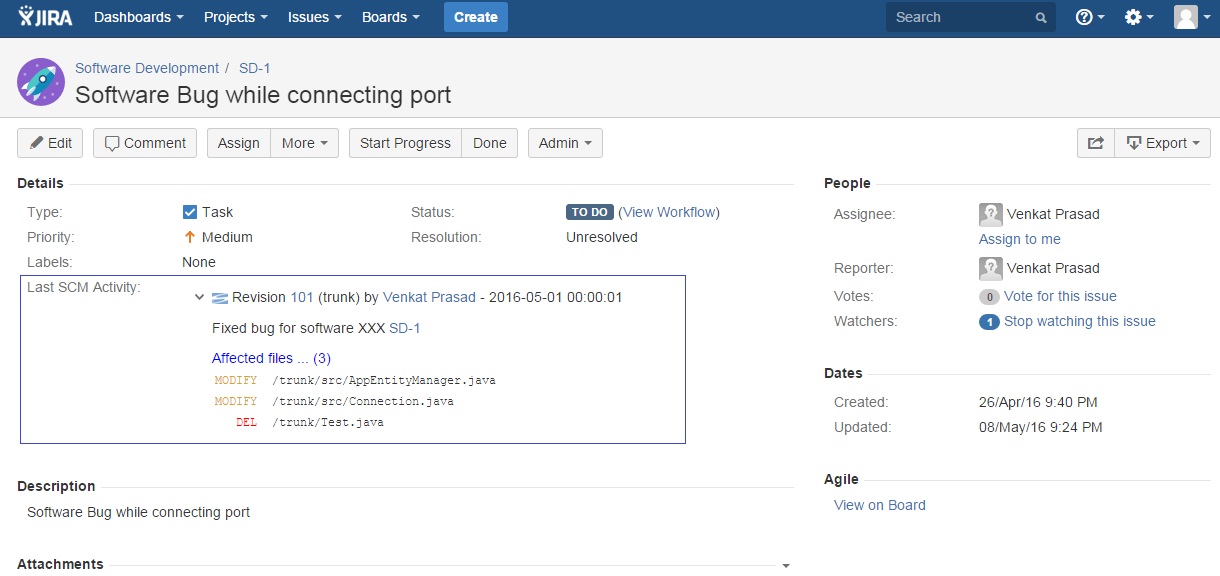 JIRA Dashboards Projects Issues Boards Create Search
Software Development / SD-1
Software Bug while connecting port
Edit Comment Assign More Start Progress Done Admin Export
Details
Type: Task
Status: TO DO (View Workflow)
Priority: Medium
Resolution: Unresolved
Labels: None
Last SCM Activity:
Revision 101 (trunk) by Venkat Prasad - 2016-05-01 00:00:01
Fixed bug for software XXX SD-1
Affected files ... (3)
MODIFY /trunk/src/AppEntityManager.java
MODIFY /trunk/src/Connection.java
DEL /trunk/Test.java
Description
Software Bug while connecting port
Attachments
People
Assignee: ? Venkat Prasad
Assign to me
Reporter: ? Venkat Prasad
Votes: 0 Vote for this issue
Watchers: 1 Stop watching this issue
Dates
Created: 26/Apr/16 9:40 PM
Updated: 08/May/16 9:24 PM
Agile
View on Board